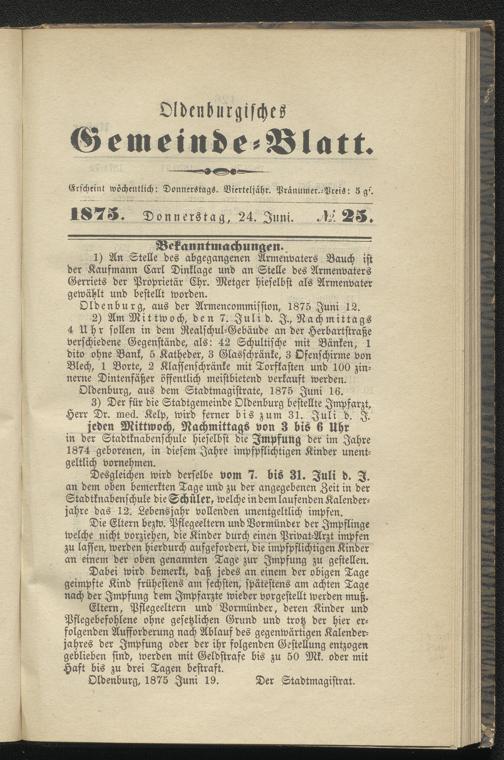 Oldenburgisches
Gemeinde-Blatt.
Erscheint wöchentlich: Donnerstags. Vierteljähr. Pränumer.-Preis: 5 gſ.
1875. Donnerstag, 24. Juni. № 25.
Bekanntmachungen.
1) An Stelle des abgegangenen Armenvaters Bauch iſt
der Kaufmann Carl Dinklage und an Stelle des Armenvaters
Gerriets der Proprietär Chr. Metger hieſelbſt als Armenvater
gewählt und beſtellt worden.
Oldenburg, aus der Armencommiſſion, 1875 Juni 12.
2) Am Mittwoch, den 7. Juli d. J., Nachmittags
4 Uhr ſollen in dem Realſchul-Gebäude an der Herbartſtraße
verſchiedene Gegenſtände, als: 42 Schultiſche mit Bänken, 1
dito ohne Bank, 5 Katheder, 3 Glasſchränke, 3 Ofenſchirme von
Blech, 1 Borte, 2 Klaſſenſchränke mit Torfkaſten und 100 zin-
nerne Dintenfäſſer öffentlich meiſtbietend verkauft werden.
Oldenburg, aus dem Stadtmagiſtrate, 1875 Juni 16.
3) Der für die Stadtgemeinde Oldenburg beſtellte Impfarzt,
Herr Dr. med. Kelp, wird ferner bis zum 31. Juli d. J.
jeden Mittwoch, Nachmittags von 3 bis 6 Uhr
in der Stadtknabenſchule hieſelbſt die Impfung der im Jahre
1874 geborenen, in dieſem Jahre impfpflichtigen Kinder unent-
geltlich vornehmen.
Desgleichen wird derſelbe vom 7. bis 31. Juli d. J.
an dem oben bemerkten Tage und zu der angegebenen Zeit in der
Stadtknabenſchule die Schüler, welche in dem laufenden Kalender-
jahre das 12. Lebensjahr vollenden unentgeltlich impfen.
Die Eltern bezw. Pflegeeltern und Vormünder der Impflinge
welche nicht vorziehen, die Kinder durch einen Privat-Arzt impfen
zu laſſen, werden hierdurch aufgefordert, die impfpflichtigen Kinder
an einem der oben genannten Tage zur Impfung zu geſtellen.
Dabei wird bemerkt, daß jedes an einem der obigen Tage
geimpfte Kind früheſtens am ſechſten, ſpäteſtens am achten Tage
nach der Impfung dem Impfarzte wieder vorgeſtellt werden muß.
Eltern, Pflegeeltern und Vormünder, deren Kinder und
Pflegebefohlene ohne geſetzlichen Grund und trotz der hier er-
folgenden Aufforderung nach Ablauf des gegenwärtigen Kalender-
jahres der Impfung oder der ihr folgenden Geſtellung entzogen
geblieben ſind, werden mit Geldſtrafe bis zu 50 Mk. oder mit
Haft bis zu drei Tagen beſtraft.
Oldenburg, 1875 Juni 19. Der Stadtmagiſtrat.